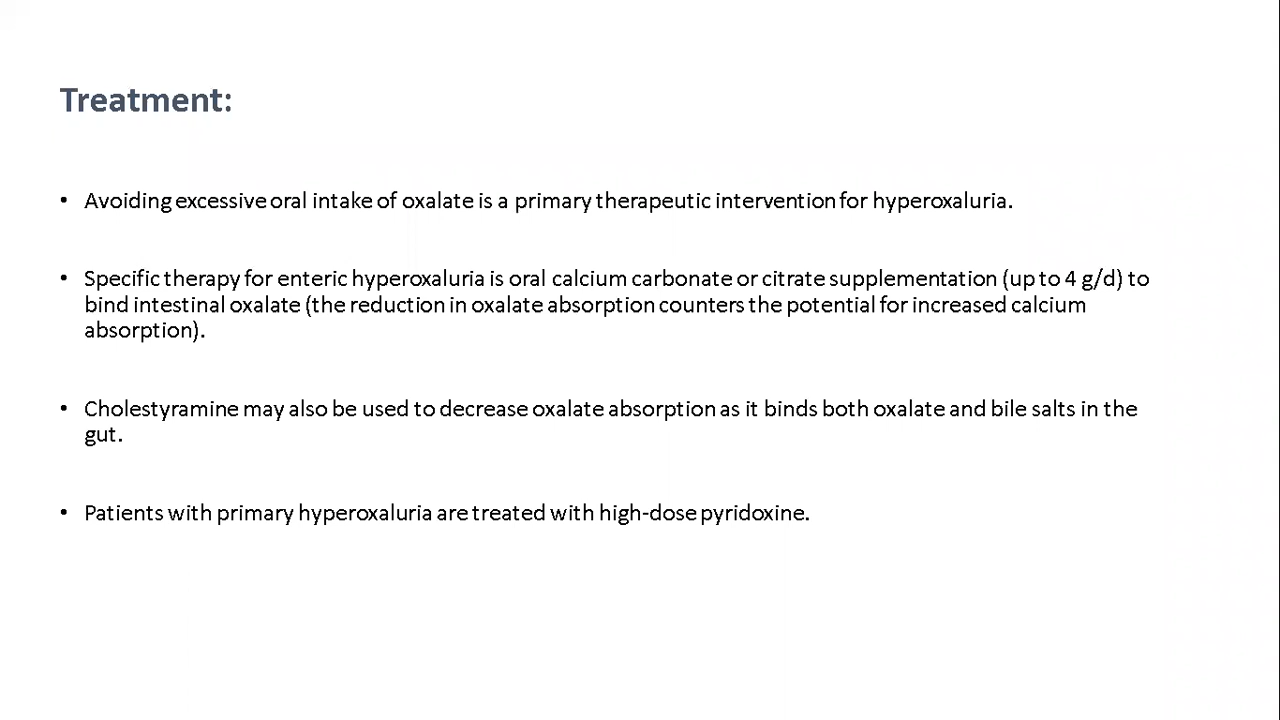 Treatment:
• Avoiding excessive oral intake of oxalate is a primary therapeutic intervention for hyperoxaluria.
• Specific therapy for enteric hyperoxaluria is oral calcium carbonate or citrate supplementation (up to 4 g/d) to
bind intestinal oxalate (the reduction in oxalate absorption counters the potential for increased calcium
absorption).
• Cholestyramine may also be used to decrease oxalate absorption as it binds both oxalate and bile salts in the
gut.
• Patients with primary hyperoxaluria are treated with high-dose pyridoxine.